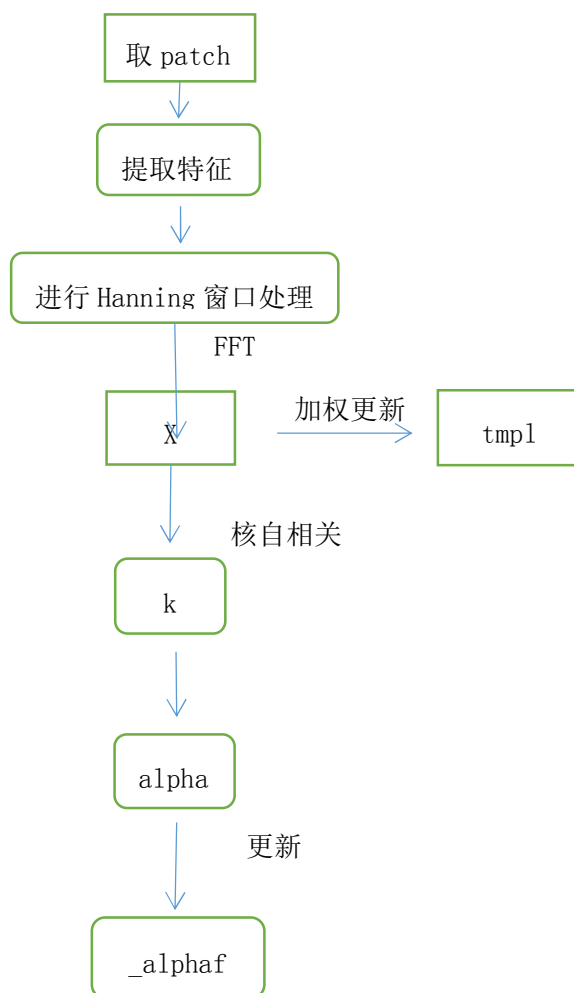 取 patch
提取特征
进行 Hanning 窗口处理
FFT
X
加权更新
tmpl
核自相关
k
alpha
更新
_alphaf